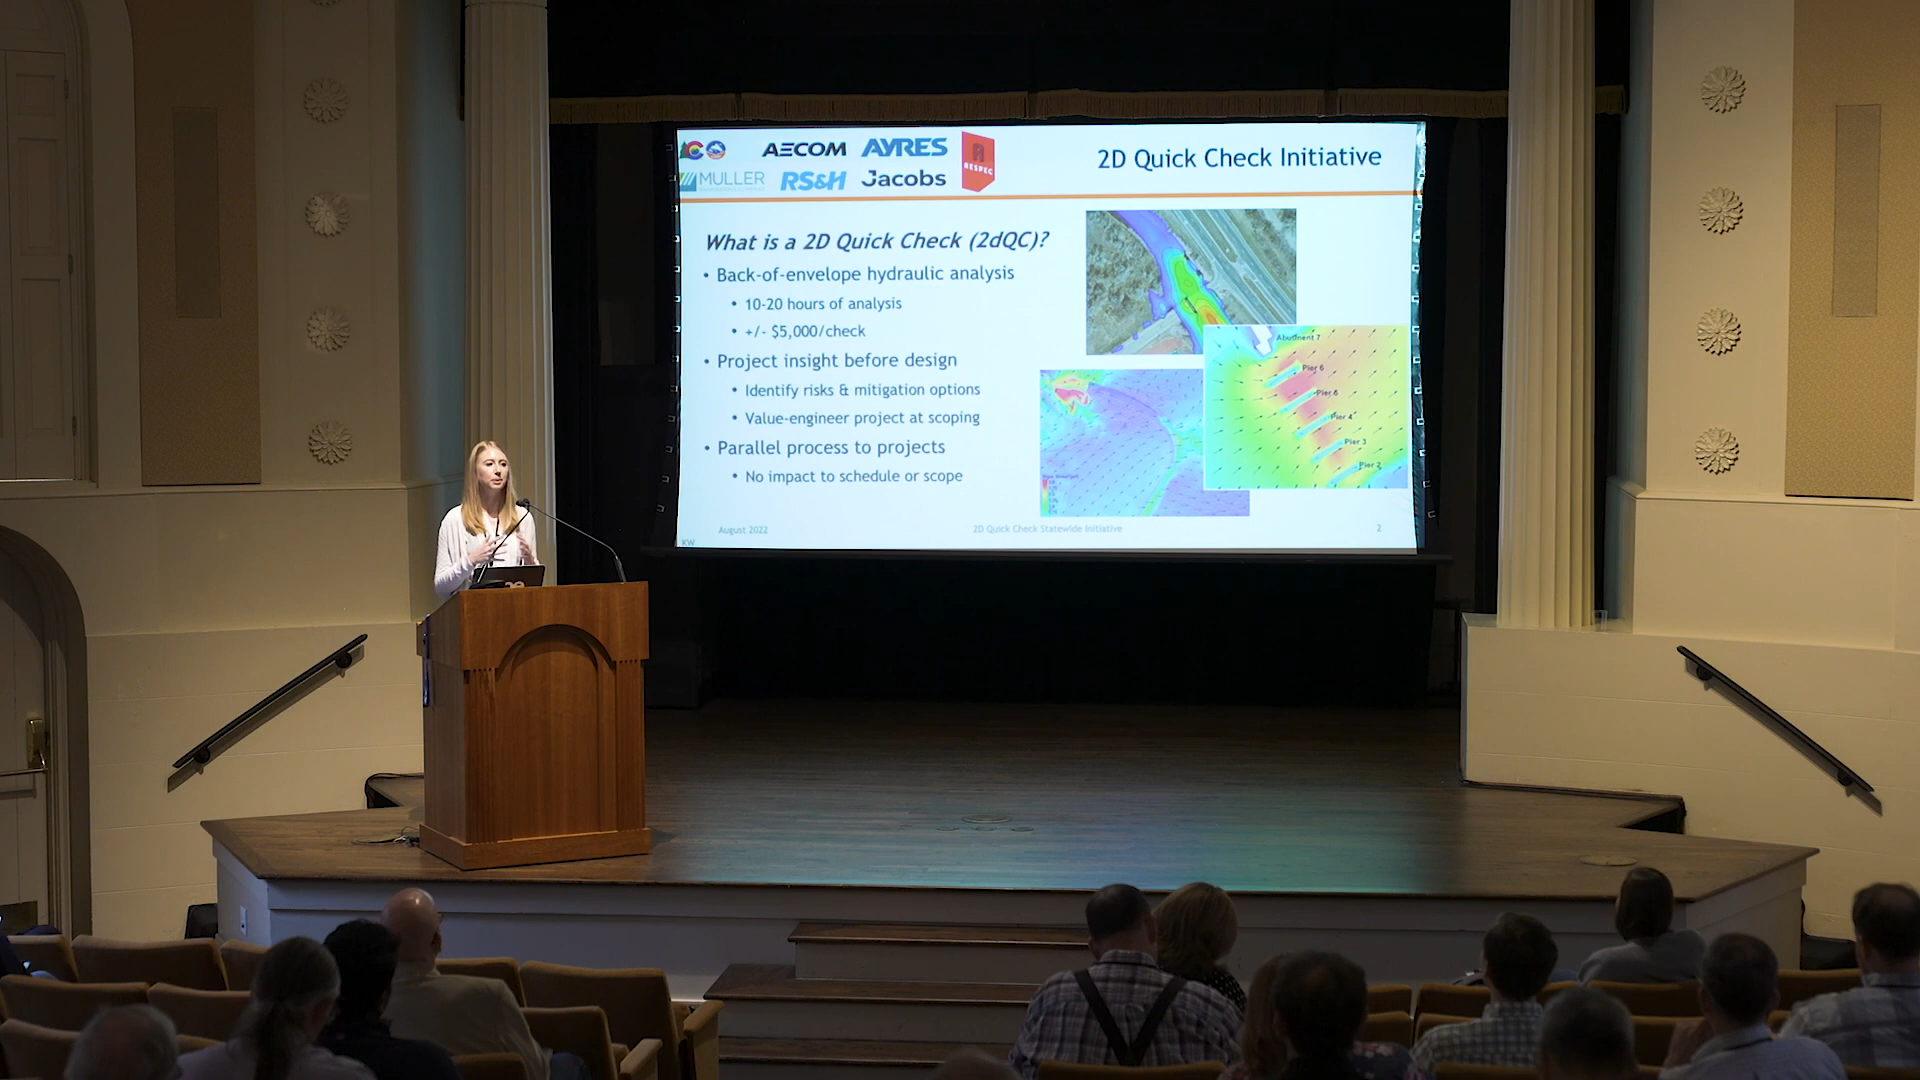 AECOM AYRES
RESPEC
MULLER RS&H Jacobs
2D Quick Check Initiative
What is a 2D Quick Check (2dQC)?
• Back-of-envelope hydraulic analysis
• 10-20 hours of analysis
• +/- $5,000/check
• Project insight before design
• Identify risks & mitigation options
• Value-engineer project at scoping
• Parallel process to projects
• No impact to schedule or scope
Abutment 7
Pier 6
Pier 6
Pier 4
Pier 3
Pier 2
August 2022
2D Quick Check Statewide Initiative
2
KW